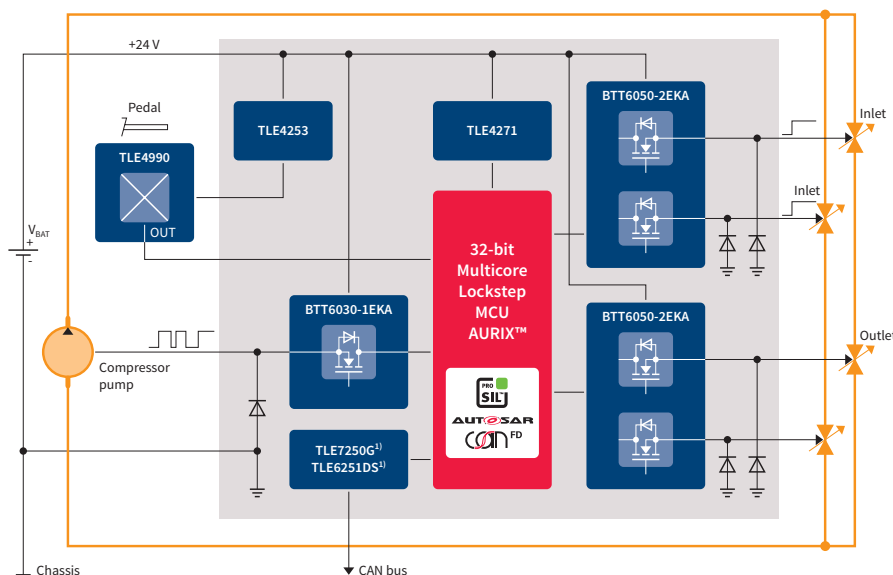 +24 V
BTT6050-2EKA
Pedal
TLE4253
TLE4271
Inlet
TLE4990
Inlet
OUT
VBAT
+
-
32-bit
Multicore
Lockstep
MCU
AURIX™
BTT6030-1EKA
BTT6050-2EKA
Outlet
Compressor
pump
PRO
SIL
AUTOSAR
CAN FD
TLE7250G1)
TLE6251DS1)
Chassis
CAN bus